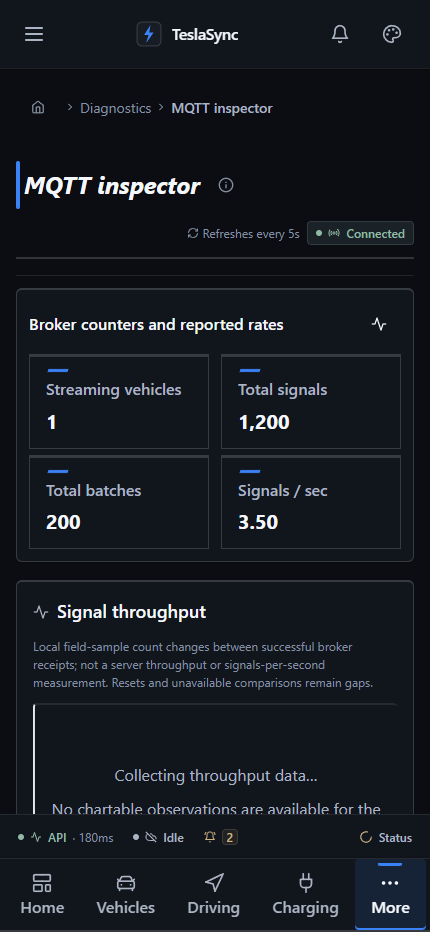 TeslaSync
Diagnostics
MQTT inspector
MQTT inspector
Refreshes every 5s
Connected
Broker counters and reported rates
Streaming vehicles
1
Total signals
1,200
Total batches
200
Signals / sec
3.50
Signal throughput
Local field-sample count changes between successful broker
receipts; not a server throughput or signals-per-second
measurement. Resets and unavailable comparisons remain gaps.
Collecting throughput data...
No chartable observations are available for the
API · 180ms
Idle
2
Status
Home
Vehicles
Driving
Charging
More